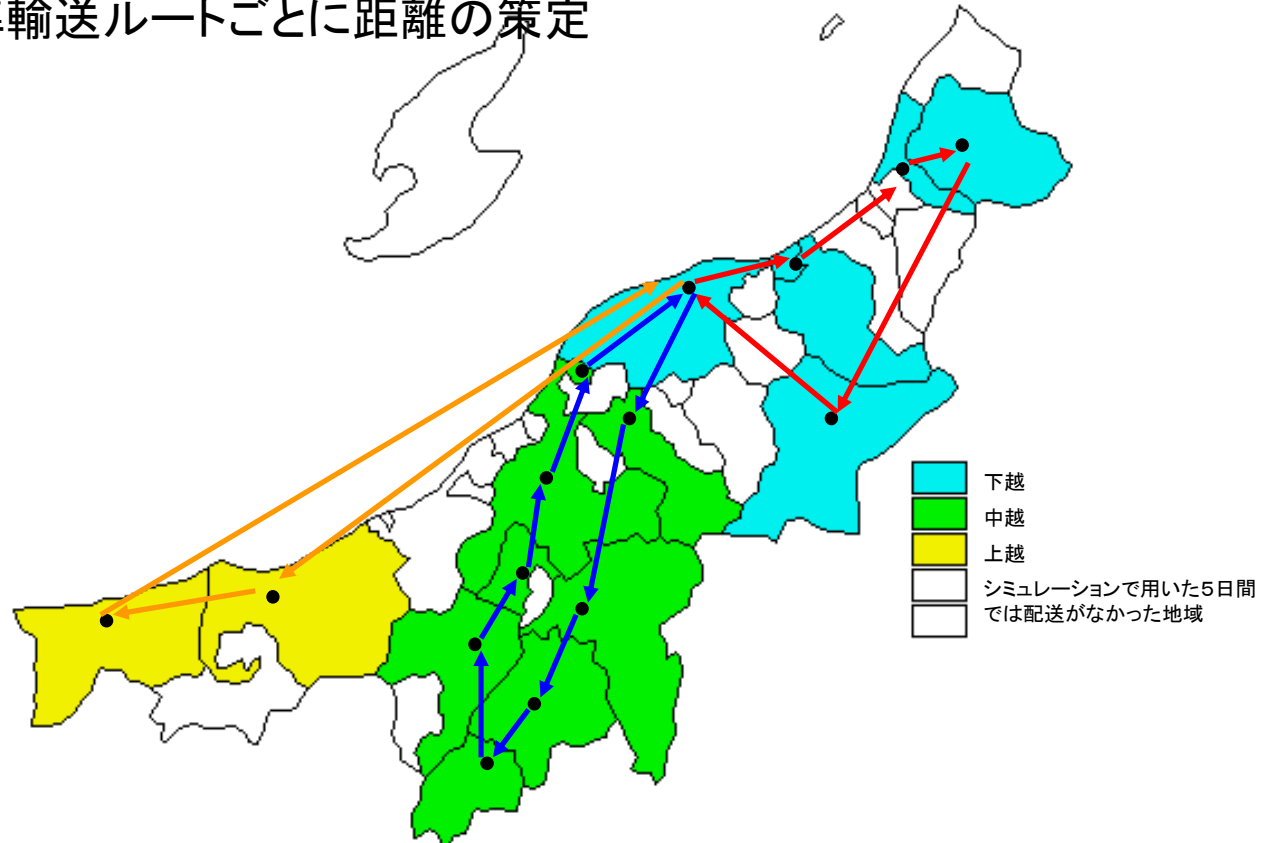 輸送ルートごとに距離の策定
下越
中越
上越
シミュレーションで用いた5日間
では配送がなかった地域